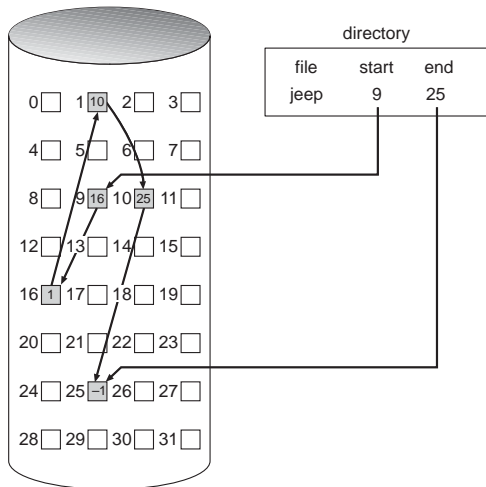 directory
file start end
jeep 9 25
0 1 10 2 3
4 5 6 7
8 9 16 10 25 11
12 13 14 15
16 1 17 18 19
20 21 22 23
24 25 –1 26 27
28 29 30 31